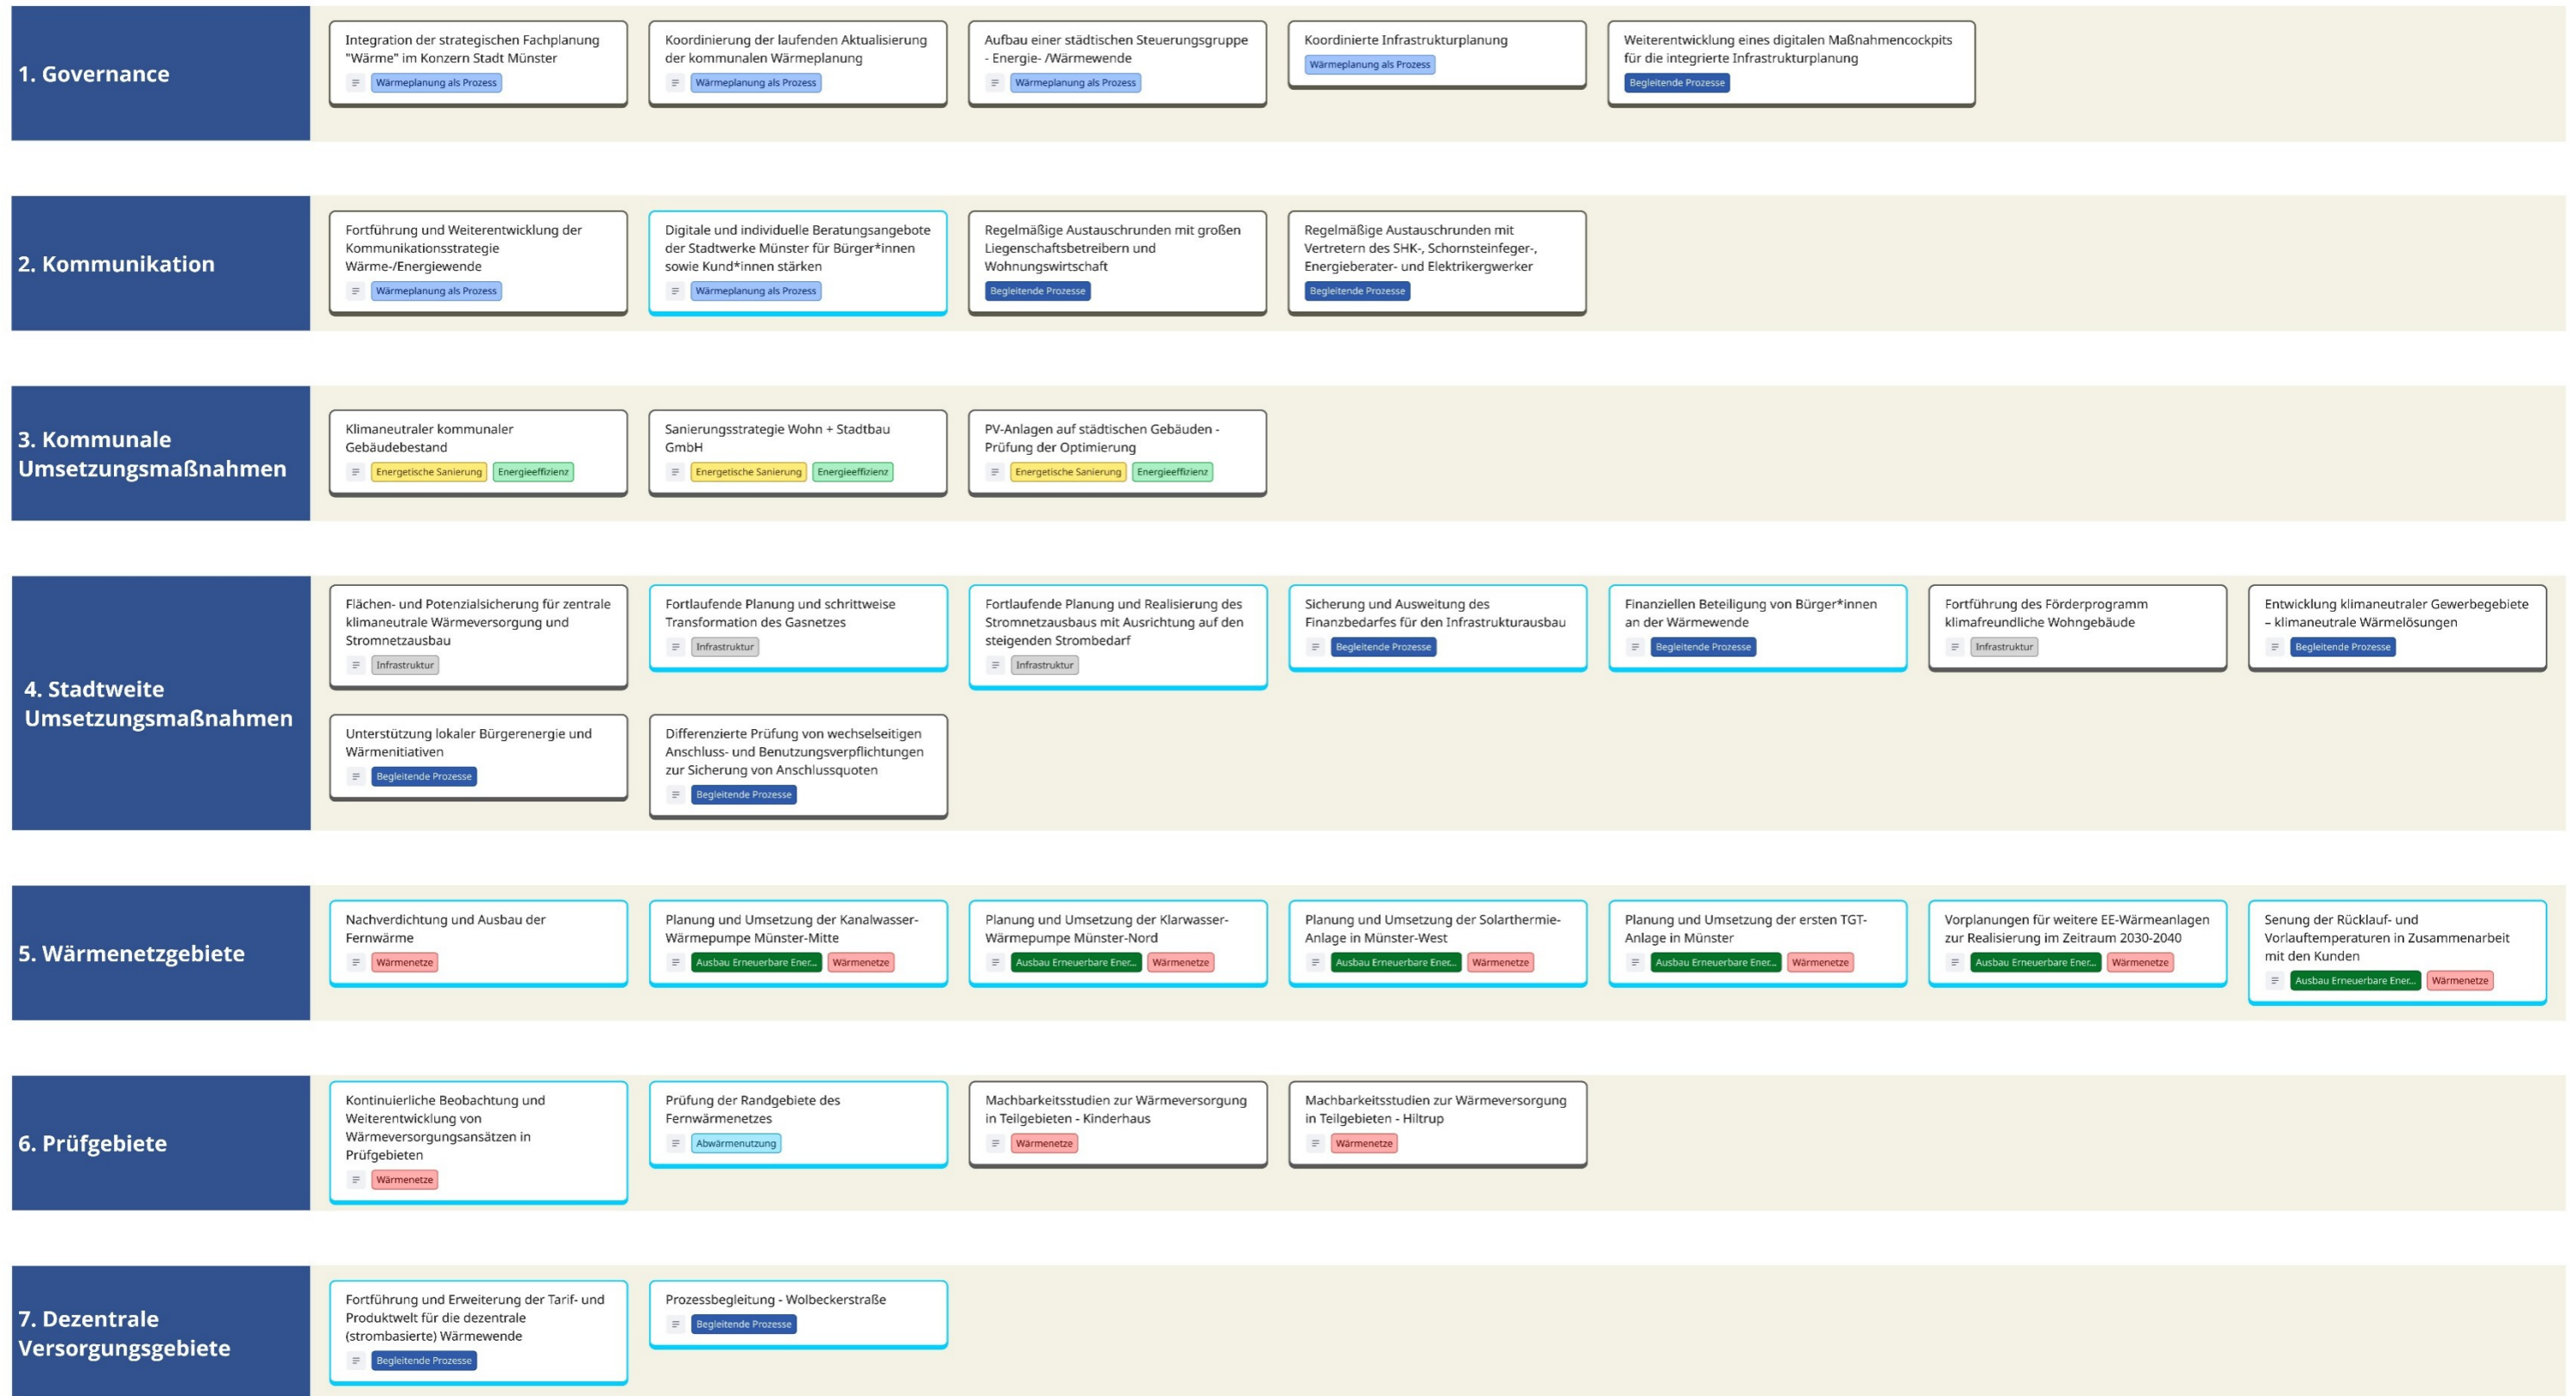 1. Governance
Integration der strategischen Fachplanung
"Wärme" im Konzern Stadt Münster
Wärmeplanung als Prozess
Koordinierung der laufenden Aktualisierung
der kommunalen Wärmeplanung
Wärmeplanung als Prozess
Aufbau einer städtischen Steuerungsgruppe
- Energie- /Wärmewende
Wärmeplanung als Prozess
Koordinierte Infrastrukturplanung
Wärmeplanung als Prozess
Weiterentwicklung eines digitalen Maßnahmencockpits
für die integrierte Infrastrukturplanung
Begleitende Prozesse
2. Kommunikation
Fortführung und Weiterentwicklung der
Kommunikationsstrategie
Wärme-/Energiewende
Wärmeplanung als Prozess
Digitale und individuelle Beratungsangebote
der Stadtwerke Münster für Bürger*innen
sowie Kund*innen stärken
Wärmeplanung als Prozess
Regelmäßige Austauschrunden mit großen
Liegenschaftsbetreibern und
Wohnungswirtschaft
Begleitende Prozesse
Regelmäßige Austauschrunden mit
Vertretern des SHK-, Schornsteinfeger-,
Energieberater- und Elektrikergwerker
Begleitende Prozesse
3. Kommunale
Umsetzungsmaßnahmen
Klimaneutraler kommunaler
Gebäudebestand
Energetische Sanierung Energieeffizienz
Sanierungsstrategie Wohn + Stadtbau
GmbH
Energetische Sanierung Energieeffizienz
PV-Anlagen auf städtischen Gebäuden -
Prüfung der Optimierung
Energetische Sanierung Energieeffizienz
4. Stadtweite
Umsetzungsmaßnahmen
Flächen- und Potenzialsicherung für zentrale
klimaneutrale Wärmeversorgung und
Stromnetzausbau
Infrastruktur
Fortlaufende Planung und schrittweise
Transformation des Gasnetzes
Infrastruktur
Fortlaufende Planung und Realisierung des
Stromnetzausbaus mit Ausrichtung auf den
steigenden Strombedarf
Infrastruktur
Sicherung und Ausweitung des
Finanzbedarfes für den Infrastrukturausbau
Begleitende Prozesse
Finanziellen Beteiligung von Bürger*innen
an der Wärmewende
Begleitende Prozesse
Fortführung des Förderprogramm
klimafreundliche Wohngebäude
Infrastruktur
Entwicklung klimaneutraler Gewerbegebiete
– klimaneutrale Wärmelösungen
Begleitende Prozesse
Unterstützung lokaler Bürgerenergie und
Wärmenitiativen
Begleitende Prozesse
Differenzierte Prüfung von wechselseitigen
Anschluss- und Benutzungsverpflichtungen
zur Sicherung von Anschlussquoten
Begleitende Prozesse
5. Wärmenetzgebiete
Nachverdichtung und Ausbau der
Fernwärme
Wärmenetze
Planung und Umsetzung der Kanalwasser-
Wärmepumpe Münster-Mitte
Ausbau Erneuerbare Ener... Wärmenetze
Planung und Umsetzung der Klarwasser-
Wärmepumpe Münster-Nord
Ausbau Erneuerbare Ener... Wärmenetze
Planung und Umsetzung der Solarthermie-
Anlage in Münster-West
Ausbau Erneuerbare Ener... Wärmenetze
Planung und Umsetzung der ersten TGT-
Anlage in Münster
Ausbau Erneuerbare Ener... Wärmenetze
Vorplanungen für weitere EE-Wärmeanlagen
zur Realisierung im Zeitraum 2030-2040
Ausbau Erneuerbare Ener... Wärmenetze
Senung der Rücklauf- und
Vorlauftemperaturen in Zusammenarbeit
mit den Kunden
Ausbau Erneuerbare Ener... Wärmenetze
6. Prüfgebiete
Kontinuierliche Beobachtung und
Weiterentwicklung von
Wärmeversorgungsansätzen in
Prüfgebieten
Wärmenetze
Prüfung der Randgebiete des
Fernwärmenetzes
Abwärmenutzung
Machbarkeitsstudien zur Wärmeversorgung
in Teilgebieten - Kinderhaus
Wärmenetze
Machbarkeitsstudien zur Wärmeversorgung
in Teilgebieten - Hiltrup
Wärmenetze
7. Dezentrale
Versorgungsgebiete
Fortführung und Erweiterung der Tarif- und
Produktwelt für die dezentrale
(strombasierte) Wärmewende
Begleitende Prozesse
Prozessbegleitung - Wolbeckerstraße
Begleitende Prozesse